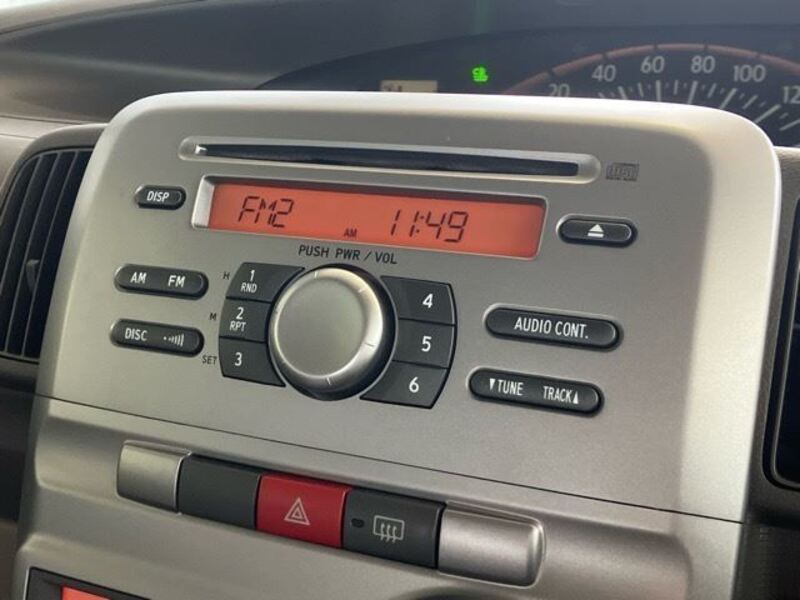 20 40 60 80 100 12
DISP
FM2 AM 11:49
PUSH PWR / VOL
AM FM
H 1 RND
4
M 2 RPT
5
DISC
SET 3
6
AUDIO CONT.
▼TUNE TRACK▲